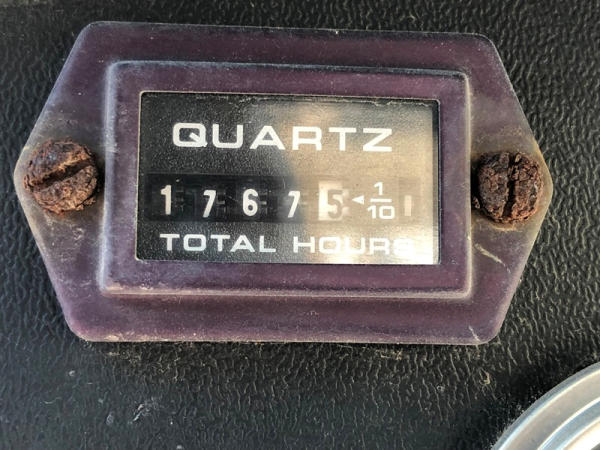 QUARTZ
17675 ◄ 1/10
TOTAL HOURS